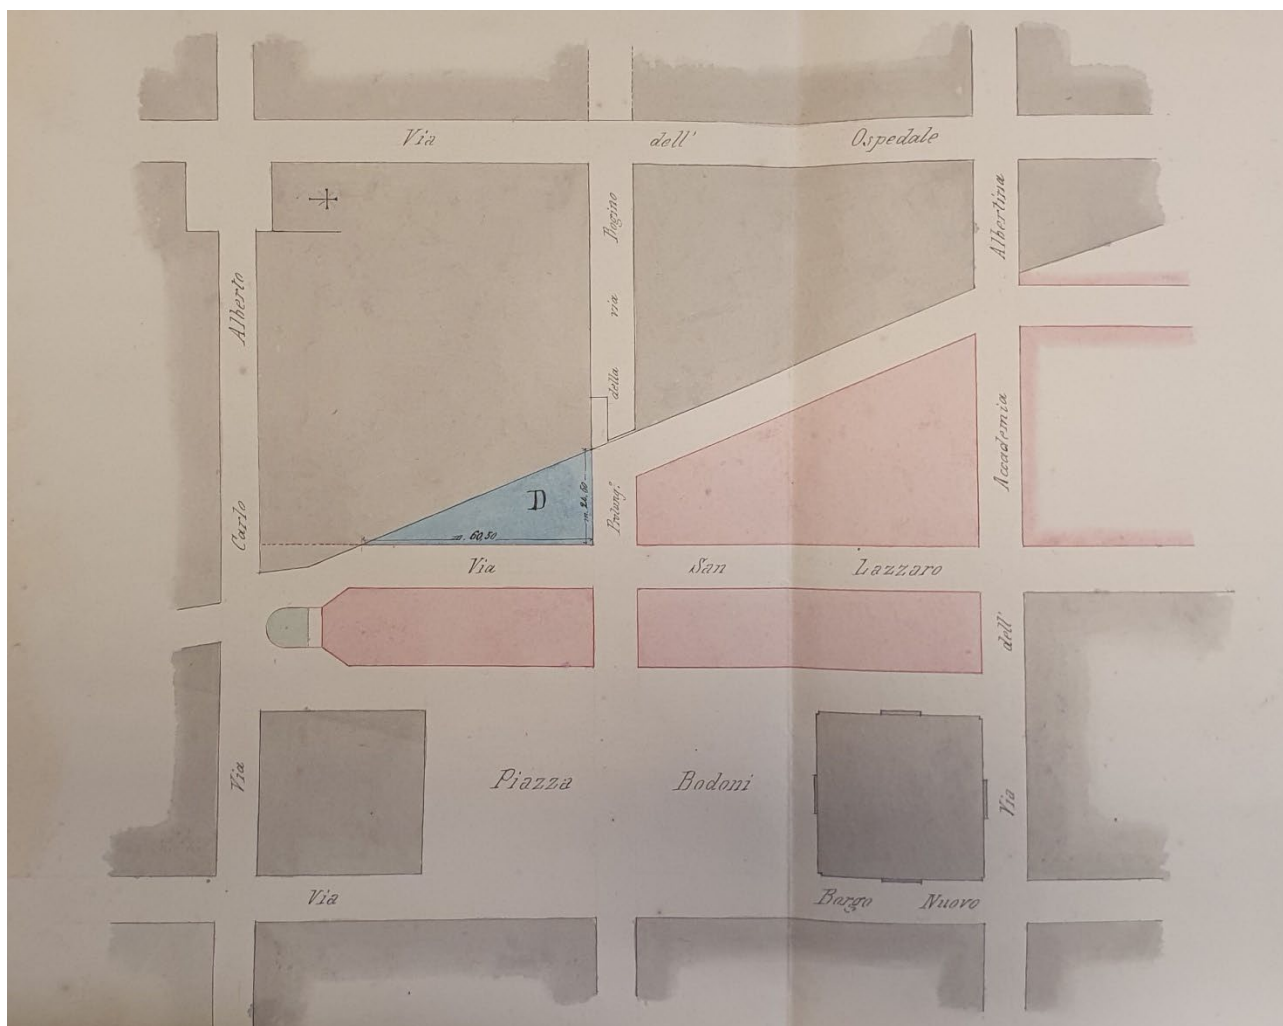 Via dell' Ospedale
Via Carlo Alberto
Prolung.° della via Bogino
Via dell' Accademia Albertina
D
m. 60,50
m. 24,60
Via San Lazzaro
Piazza Bodoni
Via Borgo Nuovo